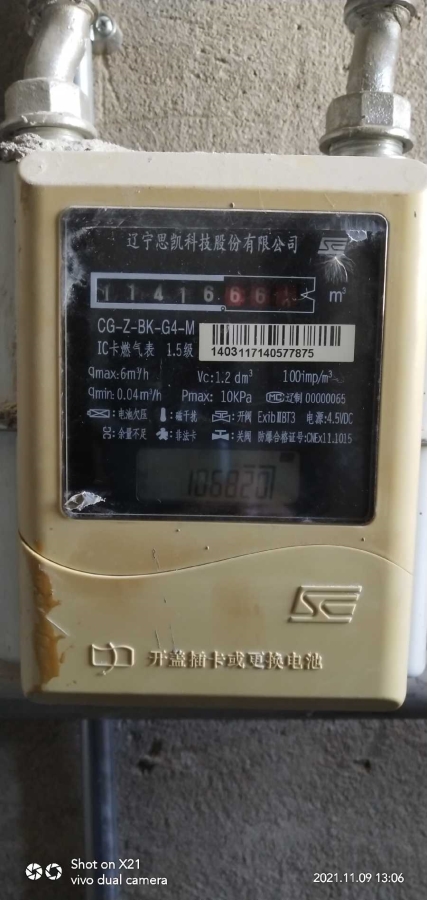 辽宁思凯科技股份有限公司
1 1 4 1 6 6 6 m³
CG-Z-BK-G4-M
IC卡燃气表 1.5级
1403117140577875
qmax:6m³/h Vc:1.2 dm³ 100imp/m³
qmin:0.04m³/h Pmax: 10KPa MC 辽制 00000065
:电池欠压 :磁干扰 :开阀 ExibⅡBT3 电源:4.5VDC
:余量不足 :非法卡 :关阀 防爆合格证号:CNEx11.1015
开盖插卡或更换电池
Shot on X21
vivo dual camera
2021.11.09 13:06